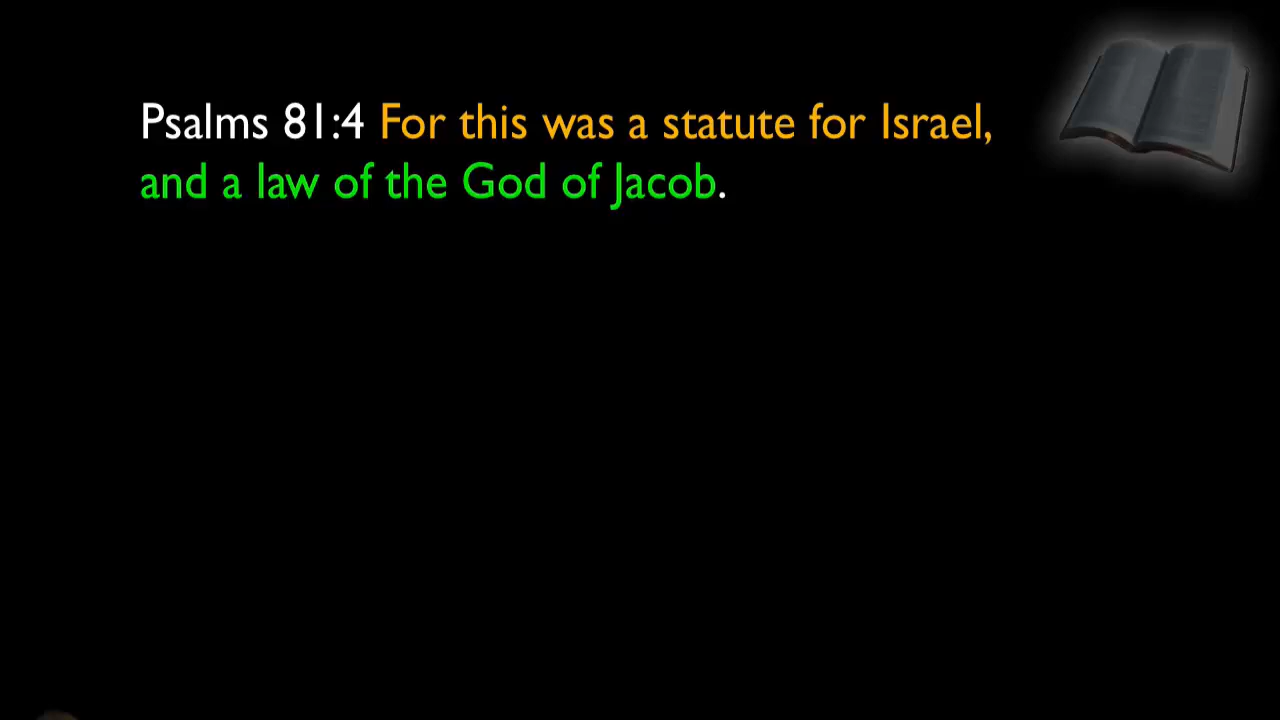 Psalms 81:4 For this was a statute for Israel,
and a law of the God of Jacob.